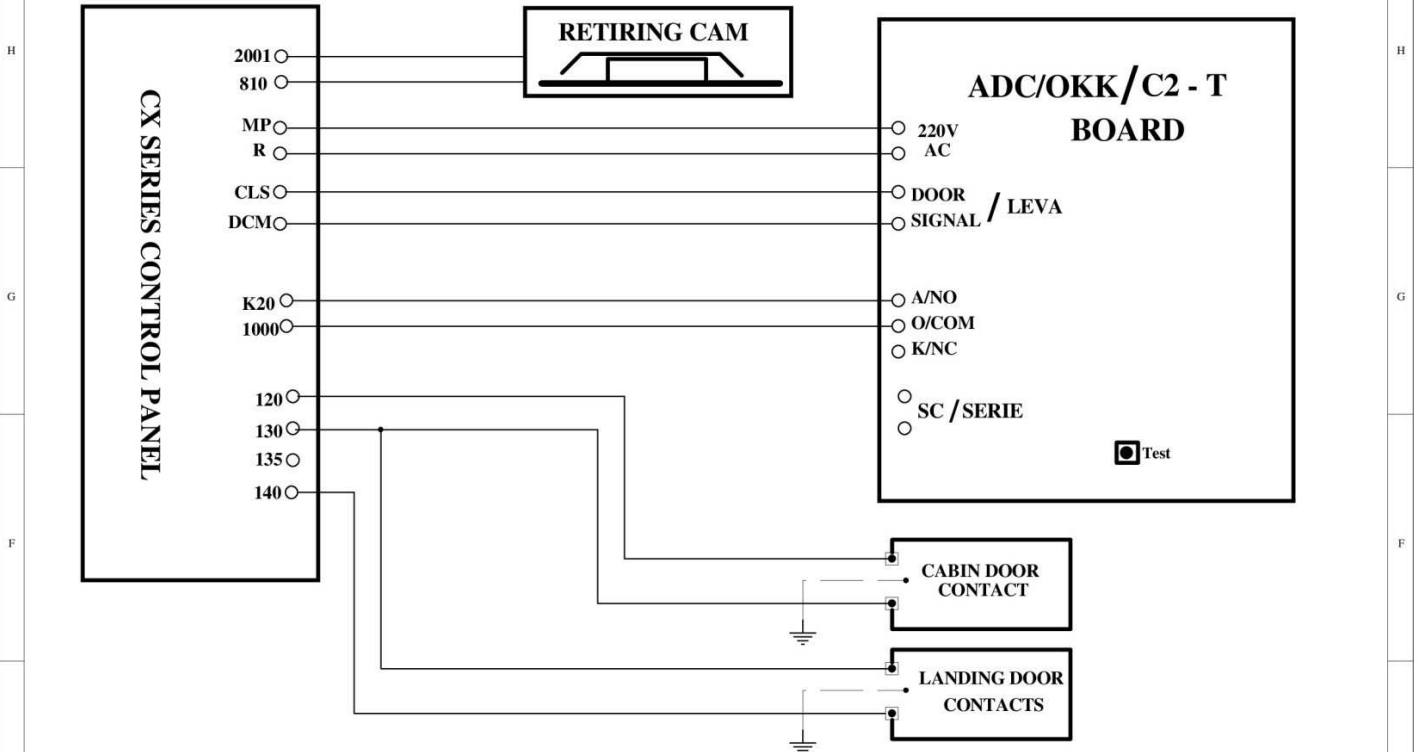 H
H
RETIRING CAM
2001
810
ADC/OKK/C2 - T
BOARD
CX SERIES CONTROL PANEL
MP
R
220V
AC
CLS
DCM
DOOR
SIGNAL / LEVA
G
G
K20
1000
A/NO
O/COM
K/NC
120
130
135
140
SC / SERIE
Test
F
F
CABIN DOOR
CONTACT
LANDING DOOR
CONTACTS